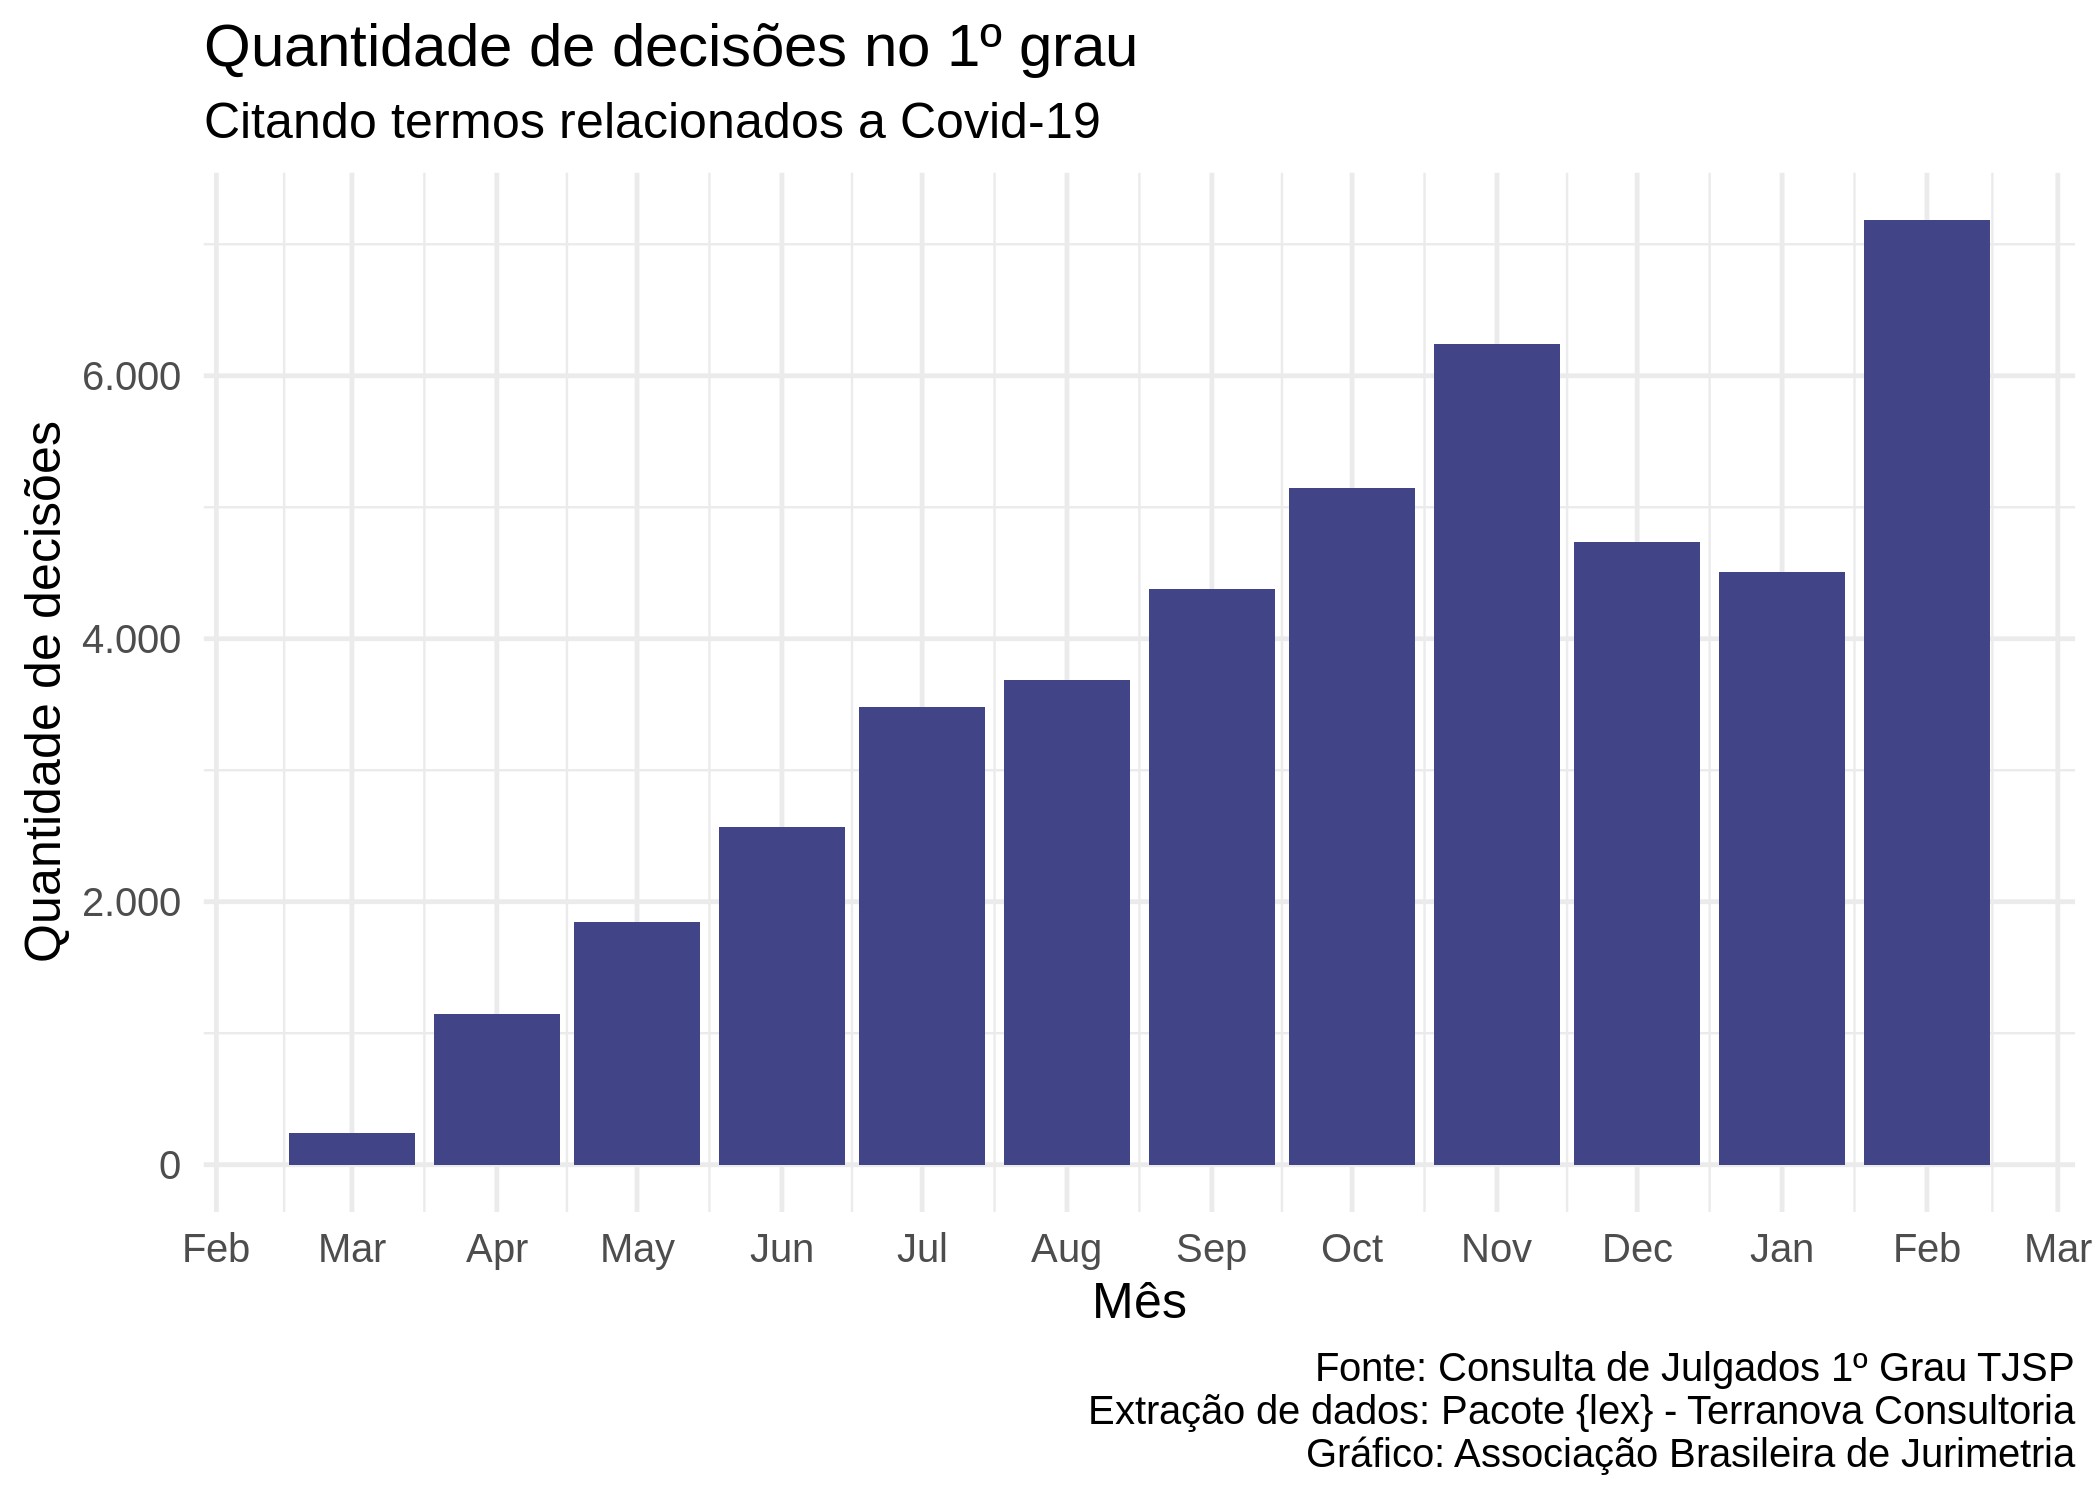 Quantidade de decisões no 1º grau
Citando termos relacionados a Covid-19
Quantidade de decisões
6.000
4.000
2.000
0
Feb Mar Apr May Jun Jul Aug Sep Oct Nov Dec Jan Feb Mar
Mês
Fonte: Consulta de Julgados 1º Grau TJSP
Extração de dados: Pacote {lex} - Terranova Consultoria
Gráfico: Associação Brasileira de Jurimetria